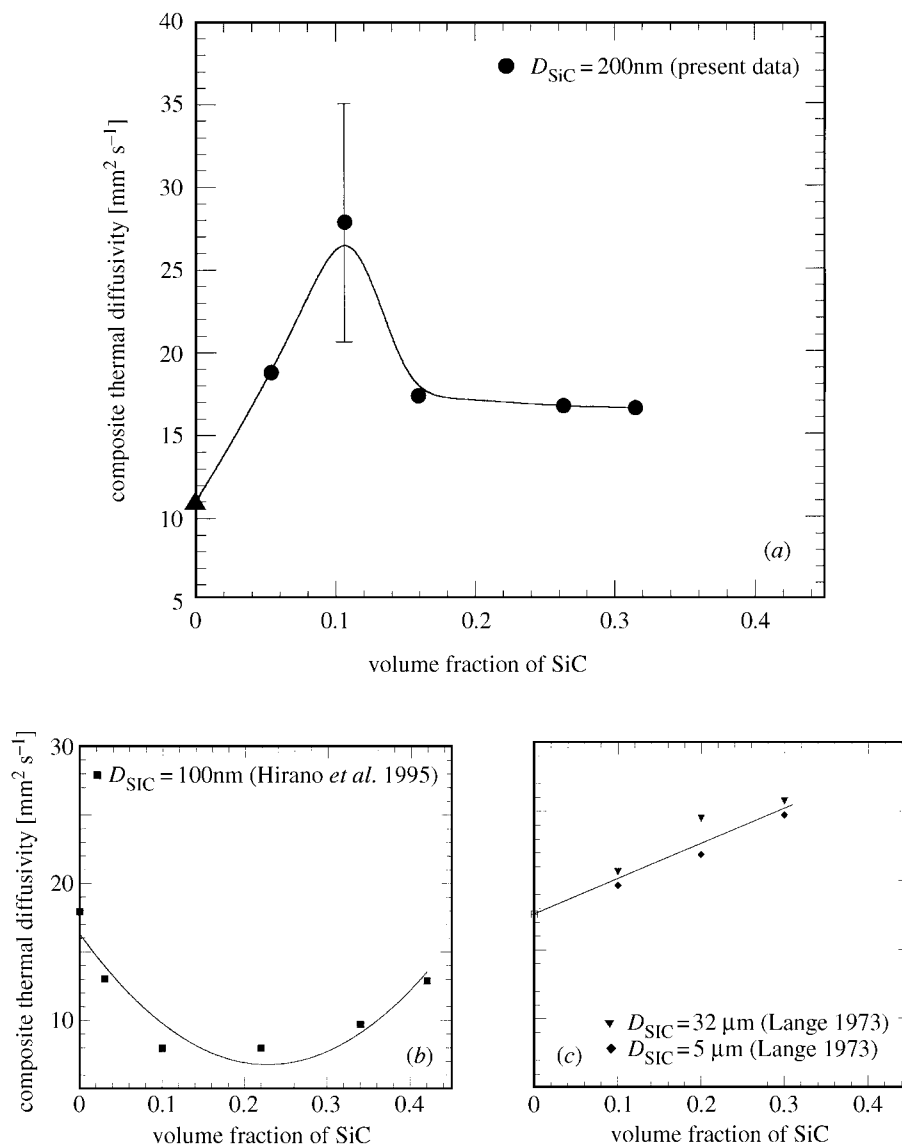 40
35
30
25
20
15
10
5
composite thermal diffusivity [mm² s⁻¹]
● D_SiC = 200nm (present data)
(a)
0 0.1 0.2 0.3 0.4
volume fraction of SiC
30
18
8
composite thermal diffusivity [mm² s⁻¹]
■ D_SIC = 100nm (Hirano et al. 1995)
(b)
0 0.1 0.2 0.3 0.4
volume fraction of SiC
▼ D_SIC = 32 µm (Lange 1973)
◆ D_SIC = 5 µm (Lange 1973)
(c)
0 0.1 0.2 0.3 0.4
volume fraction of SiC